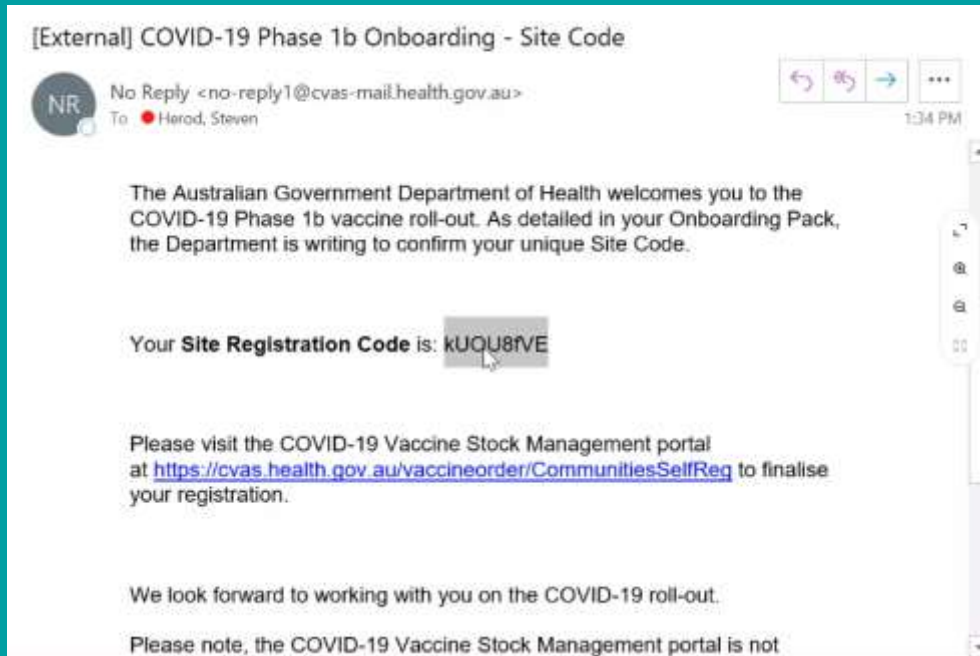 [External] COVID-19 Phase 1b Onboarding - Site Code
NR
No Reply <no-reply1@cvas-mail.health.gov.au>
To Herod, Steven
1:34 PM
The Australian Government Department of Health welcomes you to the
COVID-19 Phase 1b vaccine roll-out. As detailed in your Onboarding Pack,
the Department is writing to confirm your unique Site Code.
Your Site Registration Code is: kUOU8fVE
Please visit the COVID-19 Vaccine Stock Management portal
at https://cvas.health.gov.au/vaccineorder/CommunitiesSelfReg to finalise
your registration.
We look forward to working with you on the COVID-19 roll-out.
Please note, the COVID-19 Vaccine Stock Management portal is not